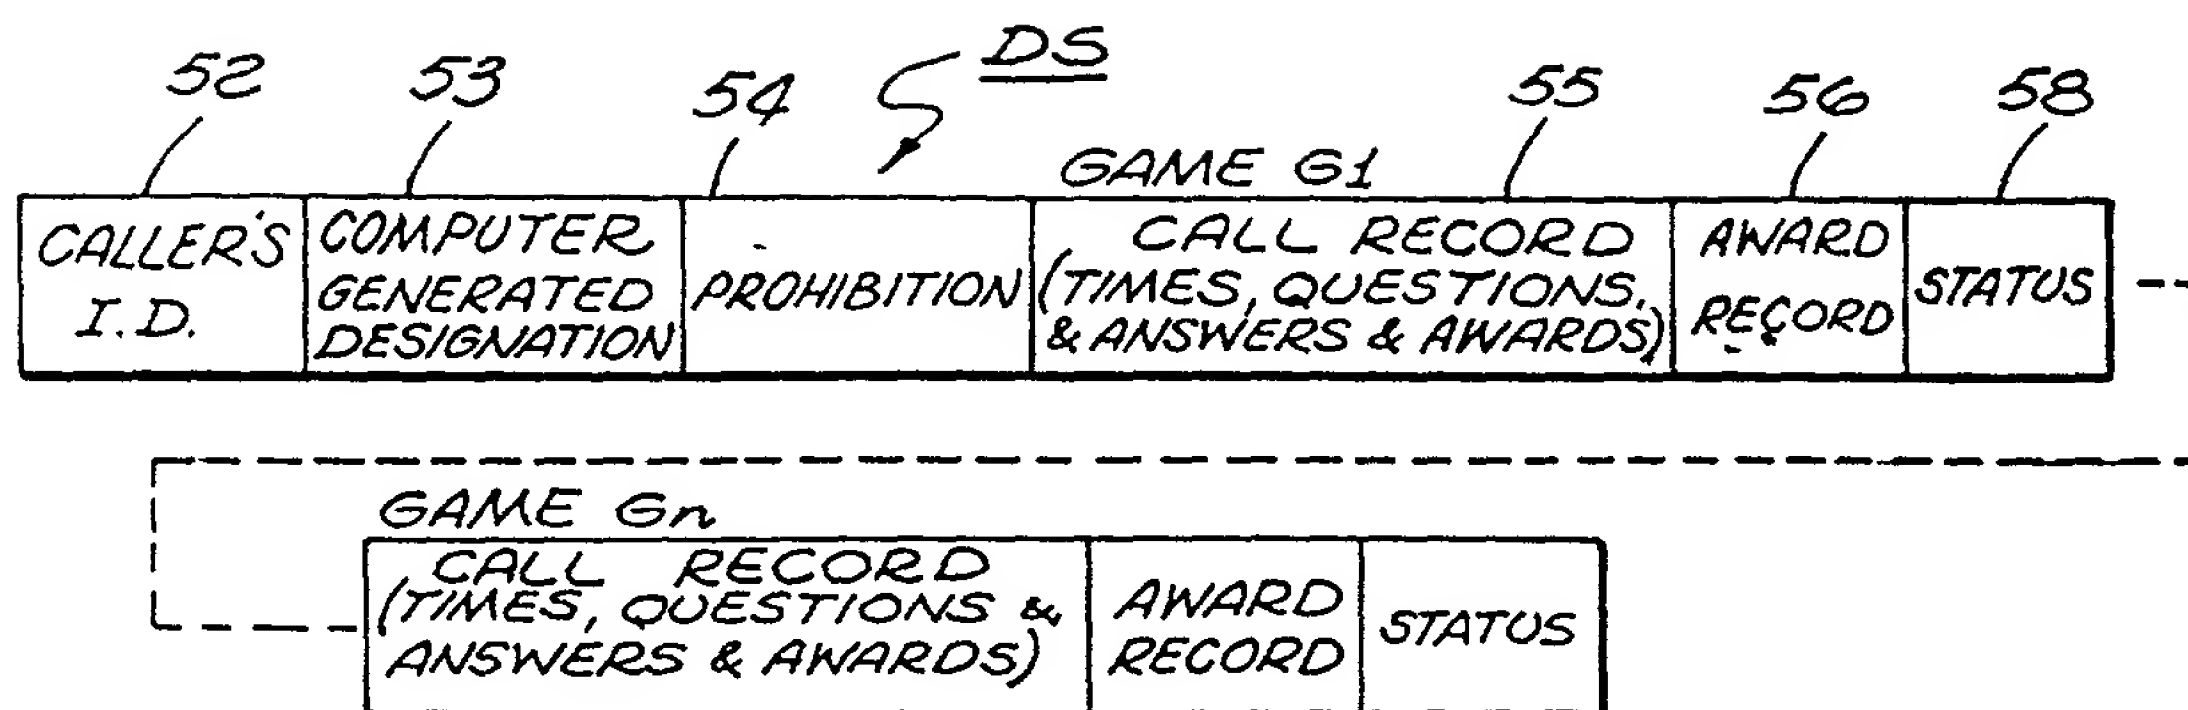 DS
52 53 54 55 56 58
GAME G1
CALLER'S
I.D.
COMPUTER
GENERATED
DESIGNATION
PROHIBITION
CALL RECORD
(TIMES, QUESTIONS,
& ANSWERS & AWARDS)
AWARD
RECORD
STATUS
GAME Gn
CALL RECORD
(TIMES, QUESTIONS &
ANSWERS & AWARDS)
AWARD
RECORD
STATUS